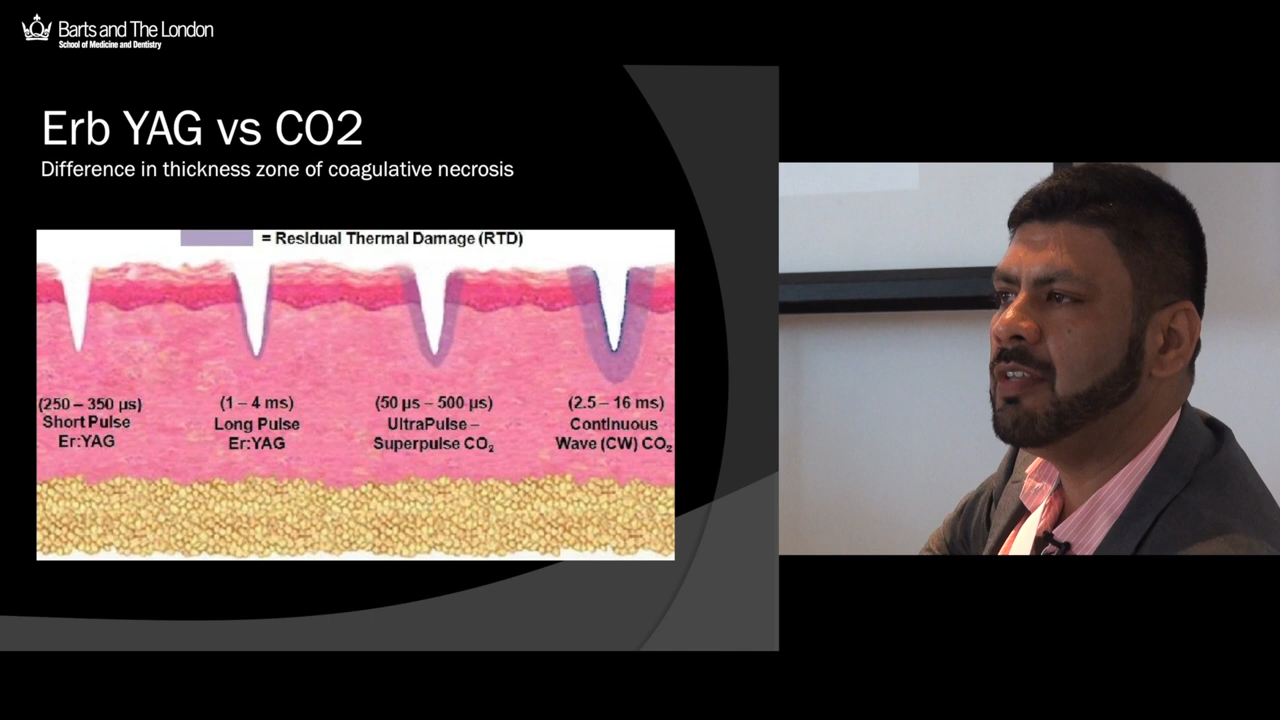 Barts and The London
School of Medicine and Dentistry
Erb YAG vs CO2
Difference in thickness zone of coagulative necrosis
= Residual Thermal Damage (RTD)
(250 – 350 µs)
Short Pulse
Er:YAG
(1 – 4 ms)
Long Pulse
Er:YAG
(50 µs – 500 µs)
UltraPulse –
Superpulse CO₂
(2.5 – 16 ms)
Continuous
Wave (CW) CO₂